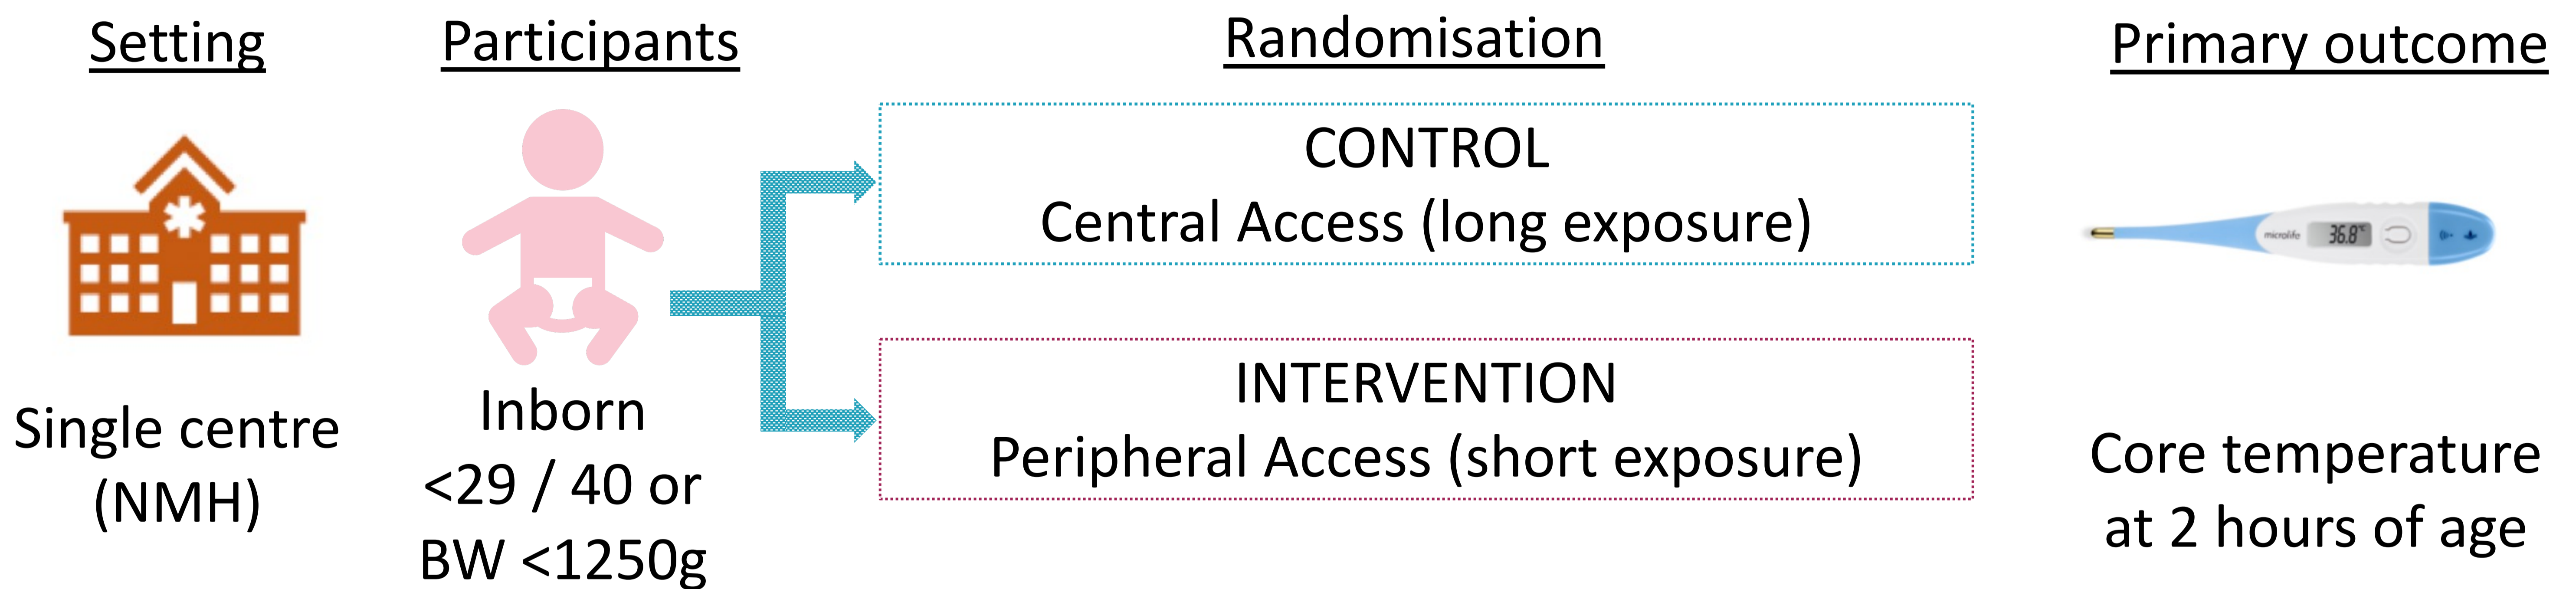 Setting
Participants
Randomisation
Primary outcome
Single centre
(NMH)
Inborn
<29 / 40 or
BW <1250g
CONTROL
Central Access (long exposure)
INTERVENTION
Peripheral Access (short exposure)
microlife
36.8°C
Core temperature
at 2 hours of age